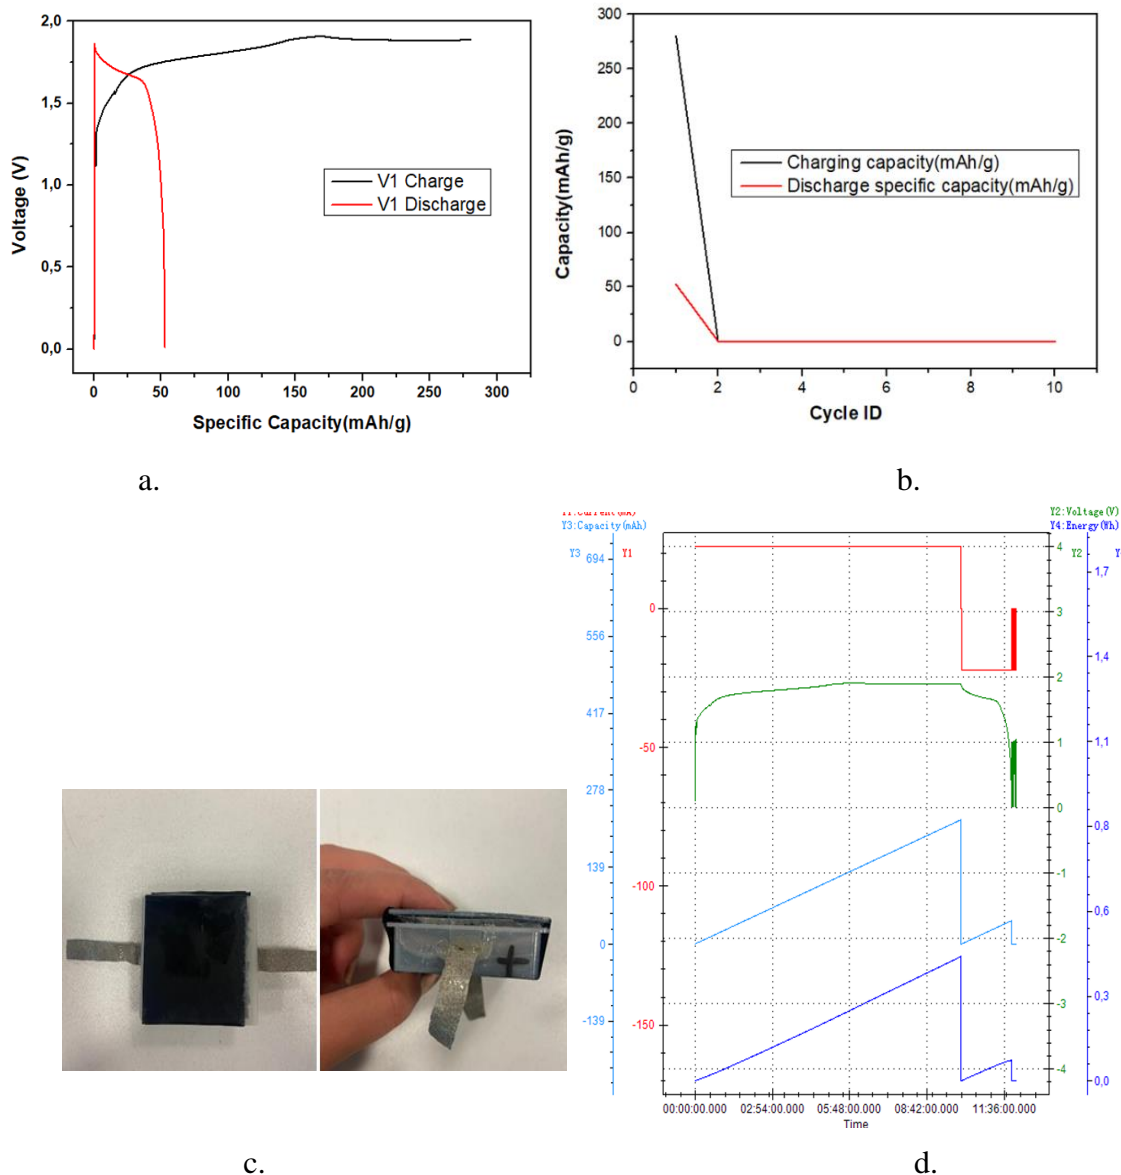 2,0
1,5
1,0
0,5
0,0
Voltage (V)
V1 Charge
V1 Discharge
0 50 100 150 200 250 300
Specific Capacity(mAh/g)
a.
300
250
200
150
100
50
0
Capacity(mAh/g)
Charging capacity(mAh/g)
Discharge specific capacity(mAh/g)
0 2 4 6 8 10
Cycle ID
b.
c.
Y3:Capacity(mAh)
Y2:Voltage(V)
Y4:Energy(Wh)
Y3 Y1
Y2
694
556
417
278
139
0
-139
0
-50
-100
-150
4
3
2
1
0
-1
-2
-3
-4
1,7
1,4
1,1
0,8
0,6
0,3
0,0
00:00:00.000 02:54:00.000 05:48:00.000 08:42:00.000 11:36:00.000
Time
d.